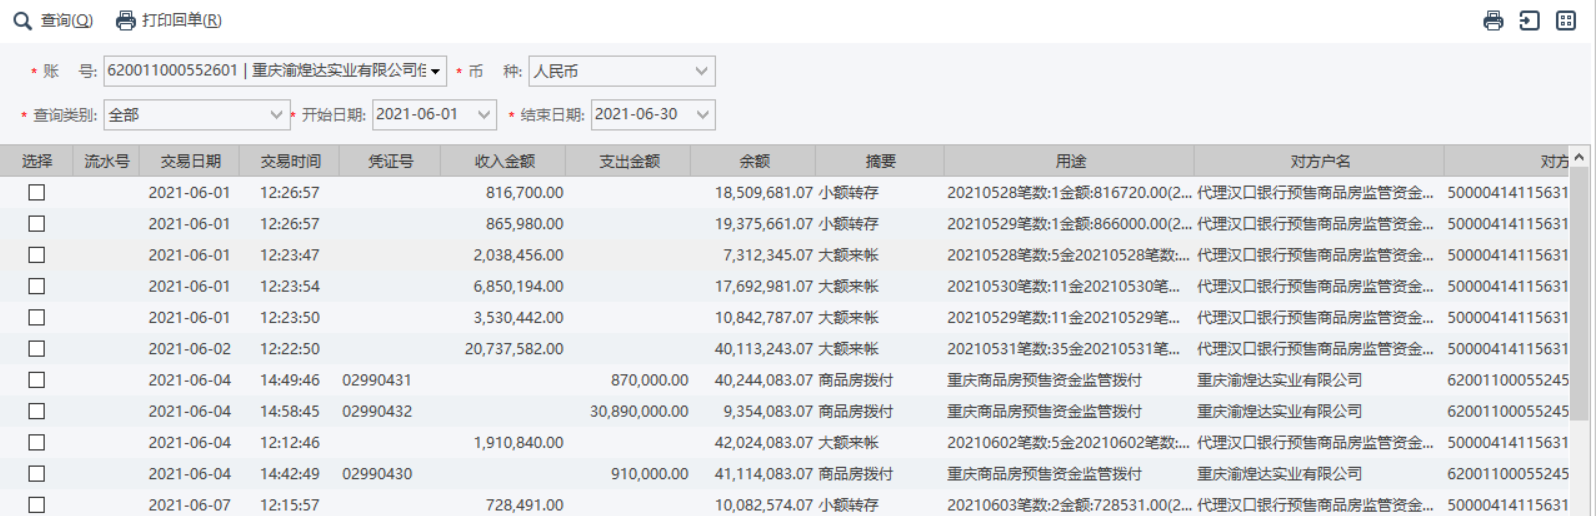 查询(Q) 打印回单(R)
* 账 号: 620011000552601 | 重庆渝煌达实业有限公司 * 币 种: 人民币
* 查询类别: 全部 * 开始日期: 2021-06-01 * 结束日期: 2021-06-30
选择 流水号 交易日期 交易时间 凭证号 收入金额 支出金额 余额 摘要 用途 对方户名 对方
2021-06-01 12:26:57 816,700.00 18,509,681.07 小额转存 20210528笔数:1金额:816720.00(2... 代理汉口银行预售商品房监管资金... 50000414115631
2021-06-01 12:26:57 865,980.00 19,375,661.07 小额转存 20210529笔数:1金额:866000.00(2... 代理汉口银行预售商品房监管资金... 50000414115631
2021-06-01 12:23:47 2,038,456.00 7,312,345.07 大额来帐 20210528笔数:5金20210528笔数:... 代理汉口银行预售商品房监管资金... 50000414115631
2021-06-01 12:23:54 6,850,194.00 17,692,981.07 大额来帐 20210530笔数:11金20210530笔... 代理汉口银行预售商品房监管资金... 50000414115631
2021-06-01 12:23:50 3,530,442.00 10,842,787.07 大额来帐 20210529笔数:11金20210529笔... 代理汉口银行预售商品房监管资金... 50000414115631
2021-06-02 12:22:50 20,737,582.00 40,113,243.07 大额来帐 20210531笔数:35金20210531笔... 代理汉口银行预售商品房监管资金... 50000414115631
2021-06-04 14:49:46 02990431 870,000.00 40,244,083.07 商品房拨付 重庆商品房预售资金监管拨付 重庆渝煌达实业有限公司 62001100055245
2021-06-04 14:58:45 02990432 30,890,000.00 9,354,083.07 商品房拨付 重庆商品房预售资金监管拨付 重庆渝煌达实业有限公司 62001100055245
2021-06-04 12:12:46 1,910,840.00 42,024,083.07 大额来帐 20210602笔数:5金20210602笔数:... 代理汉口银行预售商品房监管资金... 50000414115631
2021-06-04 14:42:49 02990430 910,000.00 41,114,083.07 商品房拨付 重庆商品房预售资金监管拨付 重庆渝煌达实业有限公司 62001100055245
2021-06-07 12:15:57 728,491.00 10,082,574.07 小额转存 20210603笔数:2金额:728531.00(2... 代理汉口银行预售商品房监管资金... 50000414115631